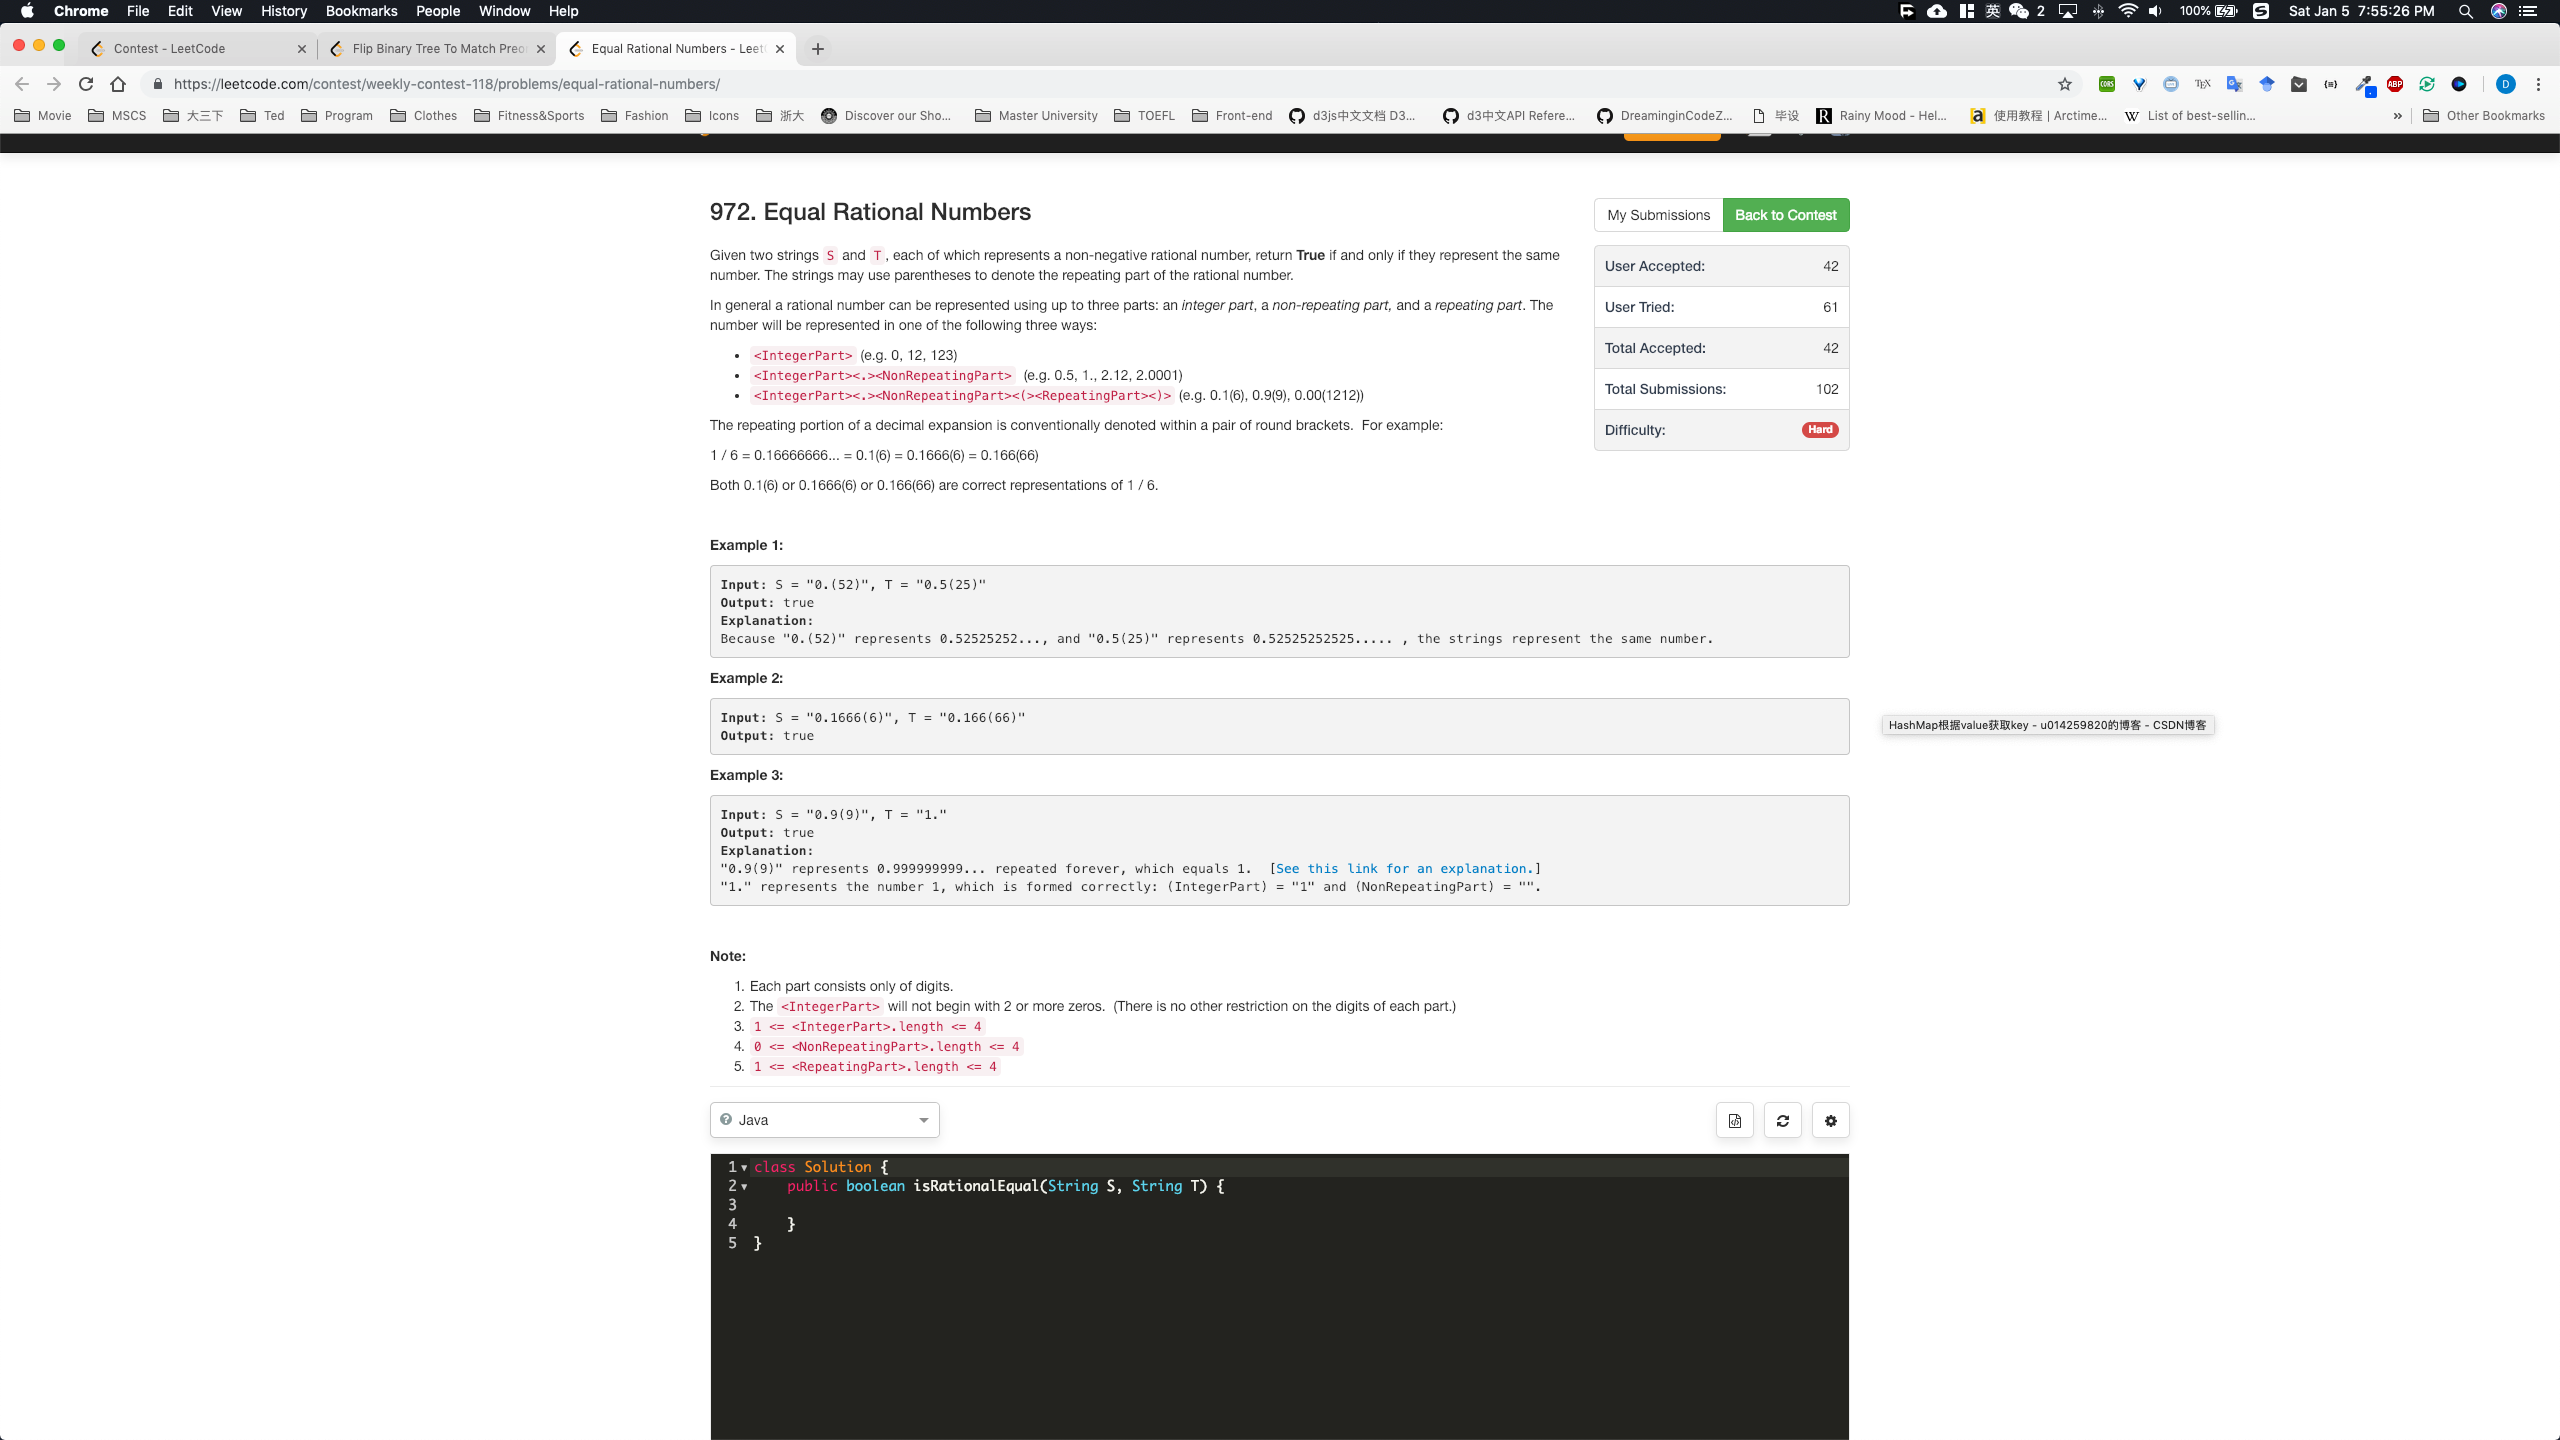 Chrome File Edit View History Bookmarks People Window Help 英 2 100% Sat Jan 5 7:55:26 PM
Contest - LeetCode Flip Binary Tree To Match Preor Equal Rational Numbers - Leet
https://leetcode.com/contest/weekly-contest-118/problems/equal-rational-numbers/ CORS TEX ABP D
Movie MSCS 大三下 Ted Program Clothes Fitness&Sports Fashion Icons 浙大 Discover our Sho... Master University TOEFL Front-end d3js中文文档 D3... d3中文API Refere... DreaminginCodeZ... 毕设 R Rainy Mood - Hel... a 使用教程 | Arctime... W List of best-sellin... » Other Bookmarks
972. Equal Rational Numbers
My Submissions Back to Contest
Given two strings S and T, each of which represents a non-negative rational number, return True if and only if they represent the same
number. The strings may use parentheses to denote the repeating part of the rational number.
In general a rational number can be represented using up to three parts: an integer part, a non-repeating part, and a repeating part. The
number will be represented in one of the following three ways:
• <IntegerPart> (e.g. 0, 12, 123)
• <IntegerPart><.><NonRepeatingPart> (e.g. 0.5, 1., 2.12, 2.0001)
• <IntegerPart><.><NonRepeatingPart><(><RepeatingPart><)> (e.g. 0.1(6), 0.9(9), 0.00(1212))
The repeating portion of a decimal expansion is conventionally denoted within a pair of round brackets. For example:
1 / 6 = 0.16666666... = 0.1(6) = 0.1666(6) = 0.166(66)
Both 0.1(6) or 0.1666(6) or 0.166(66) are correct representations of 1 / 6.
User Accepted: 42
User Tried: 61
Total Accepted: 42
Total Submissions: 102
Difficulty: Hard
Example 1:
Input: S = "0.(52)", T = "0.5(25)"
Output: true
Explanation:
Because "0.(52)" represents 0.52525252..., and "0.5(25)" represents 0.52525252525..... , the strings represent the same number.
Example 2:
Input: S = "0.1666(6)", T = "0.166(66)"
Output: true
HashMap根据value获取key - u014259820的博客 - CSDN博客
Example 3:
Input: S = "0.9(9)", T = "1."
Output: true
Explanation:
"0.9(9)" represents 0.999999999... repeated forever, which equals 1. [See this link for an explanation.]
"1." represents the number 1, which is formed correctly: (IntegerPart) = "1" and (NonRepeatingPart) = "".
Note:
1. Each part consists only of digits.
2. The <IntegerPart> will not begin with 2 or more zeros. (There is no other restriction on the digits of each part.)
3. 1 <= <IntegerPart>.length <= 4
4. 0 <= <NonRepeatingPart>.length <= 4
5. 1 <= <RepeatingPart>.length <= 4
Java
1 class Solution {
2 public boolean isRationalEqual(String S, String T) {
3
4 }
5 }